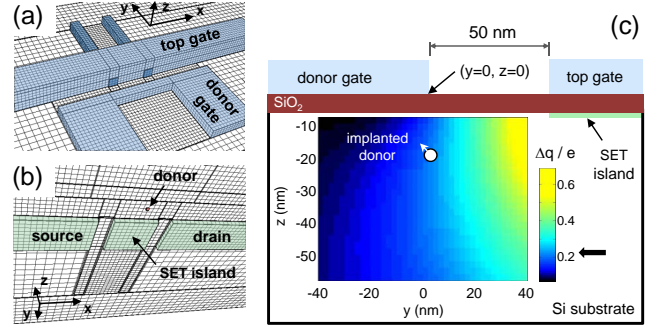 (a)
z
y
x
top gate
donor gate
(b)
donor
source
drain
SET island
z
y
x
(c)
50 nm
donor gate
(y=0, z=0)
top gate
SiO₂
implanted donor
Δq / e
SET island
-10
-20
-30
-40
-50
z (nm)
0.6
0.4
0.2
-40
-20
0
20
40
y (nm)
Si substrate